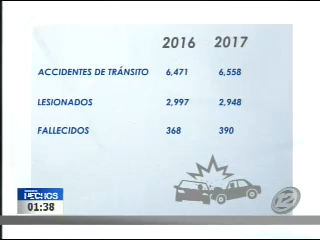 2016 2017
ACCIDENTES DE TRÁNSITO 6,471 6,558
LESIONADOS 2,997 2,948
FALLECIDOS 368 390
HECHOS
01:38
12